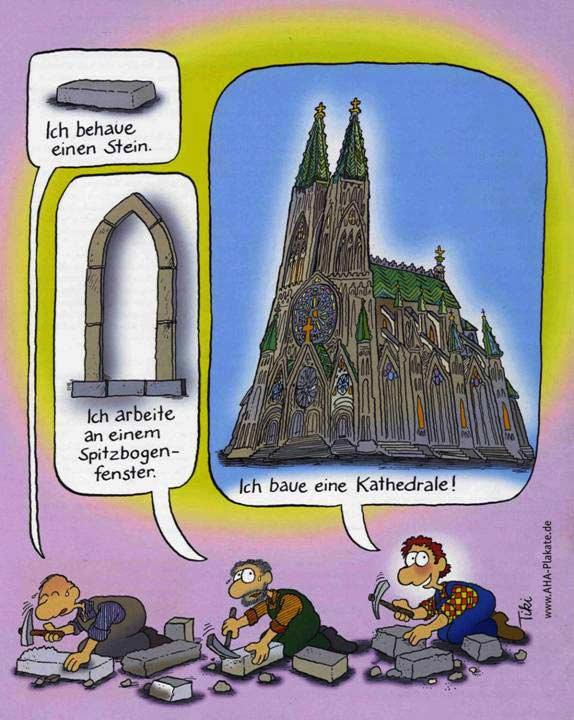 Ich behaue
einen Stein.
Ich arbeite
an einem
Spitzbogen-
fenster.
Ich baue eine Kathedrale!
Tiki
www.AHA-Plakate.de